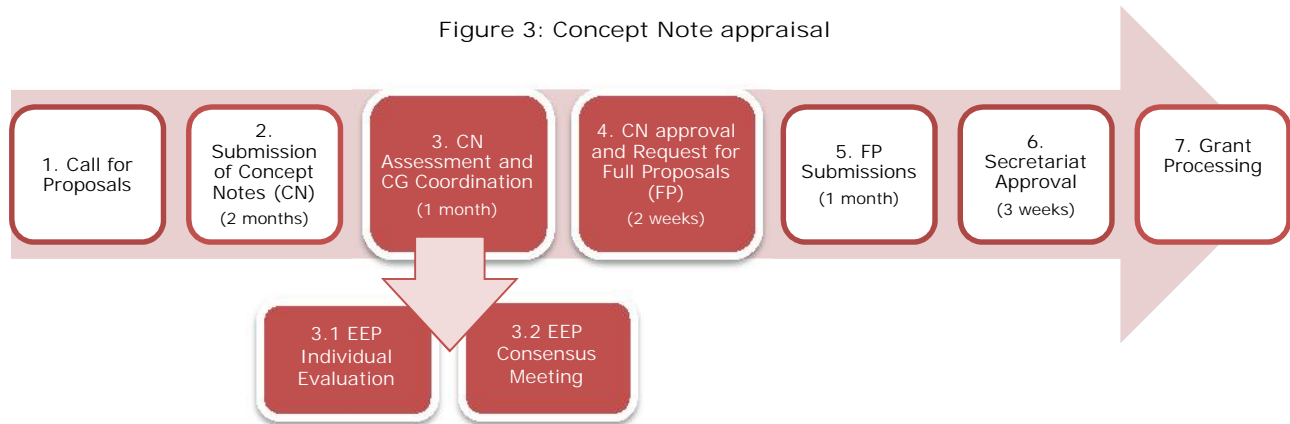 Figure 3: Concept Note appraisal
1. Call for
Proposals
2.
Submission
of Concept
Notes (CN)
(2 months)
3. CN
Assessment and
CG Coordination
(1 month)
4. CN approval
and Request for
Full Proposals
(FP)
(2 weeks)
5. FP
Submissions
(1 month)
6.
Secretariat
Approval
(3 weeks)
7. Grant
Processing
3.1 EEP
Individual
Evaluation
3.2 EEP
Consensus
Meeting